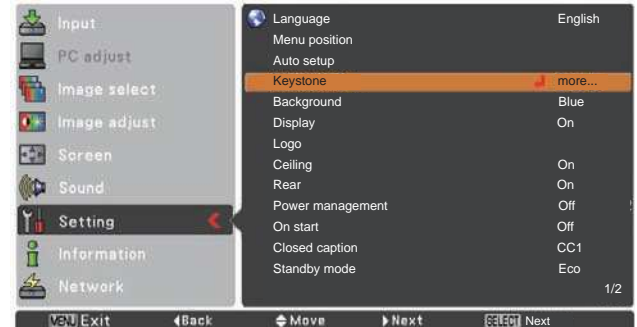 Input
PC adjust
Image select
Image adjust
Screen
Sound
Setting
Information
Network
Language English
Menu position
Auto setup
Keystone more...
Background Blue
Display On
Logo
Ceiling On
Rear On
Power management Off
On start Off
Closed caption CC1
Standby mode Eco
1/2
MENU Exit Back Move Next SELECT Next